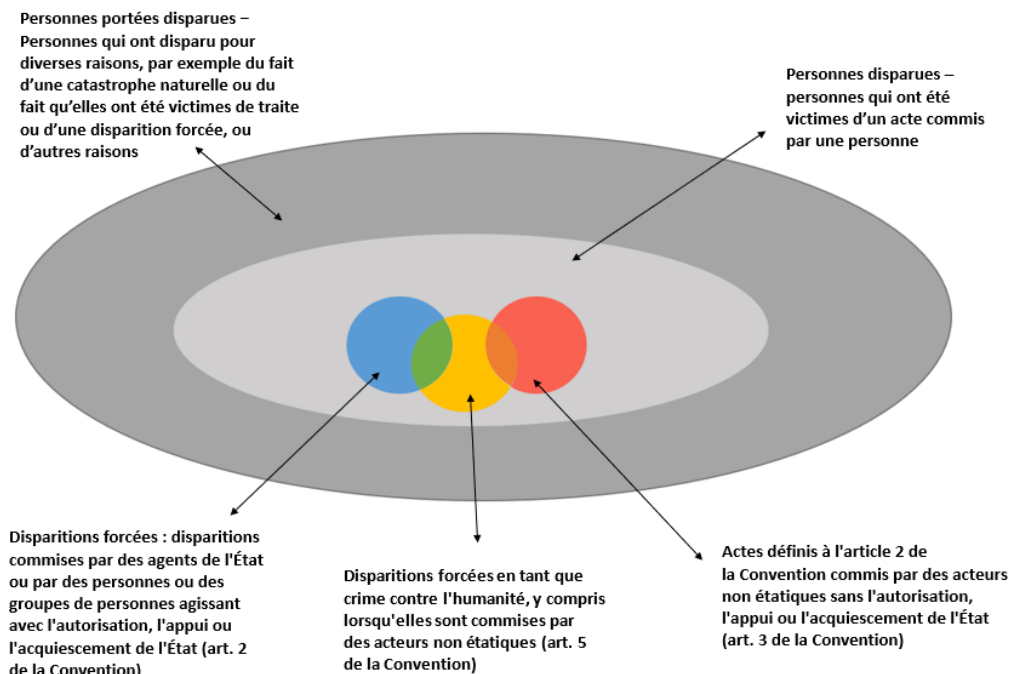 Personnes portées disparues –
Personnes qui ont disparu pour
diverses raisons, par exemple du fait
d’une catastrophe naturelle ou du
fait qu’elles ont été victimes de traite
ou d’une disparition forcée, ou
d’autres raisons
Personnes disparues –
personnes qui ont été
victimes d’un acte commis
par une personne
Disparitions forcées : disparitions
commises par des agents de l'État
ou par des personnes ou des
groupes de personnes agissant
avec l'autorisation, l'appui ou
l'acquiescement de l'État (art. 2
de la Convention)
Disparitions forcées en tant que
crime contre l'humanité, y compris
lorsqu'elles sont commises par
des acteurs non étatiques (art. 5
de la Convention)
Actes définis à l'article 2 de
la Convention commis par des acteurs
non étatiques sans l'autorisation,
l'appui ou l'acquiescement de l'État
(art. 3 de la Convention)